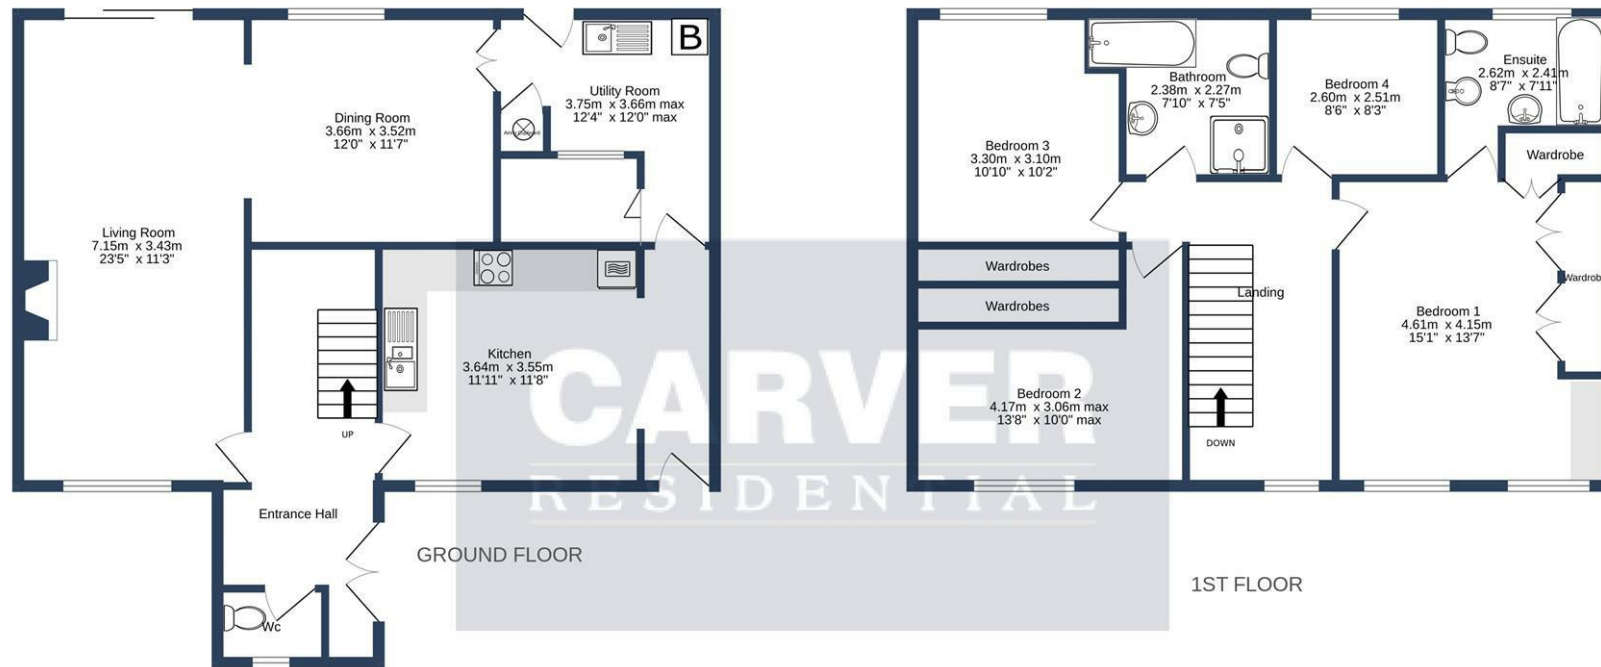 Living Room
7.15m x 3.43m
23'5" x 11'3"
Dining Room
3.66m x 3.52m
12'0" x 11'7"
B
Utility Room
3.75m x 3.66m max
12'4" x 12'0" max
Kitchen
3.64m x 3.55m
11'11" x 11'8"
UP
Entrance Hall
Wc
GROUND FLOOR
CARVER
RESIDENTIAL
Bedroom 3
3.30m x 3.10m
10'10" x 10'2"
Bathroom
2.38m x 2.27m
7'10" x 7'5"
Bedroom 4
2.60m x 2.51m
8'6" x 8'3"
Ensuite
2.62m x 2.41m
8'7" x 7'11"
Wardrobe
Wardrobes
Wardrobes
Landing
Bedroom 1
4.61m x 4.15m
15'1" x 13'7"
Bedroom 2
4.17m x 3.06m max
13'8" x 10'0" max
DOWN
1ST FLOOR